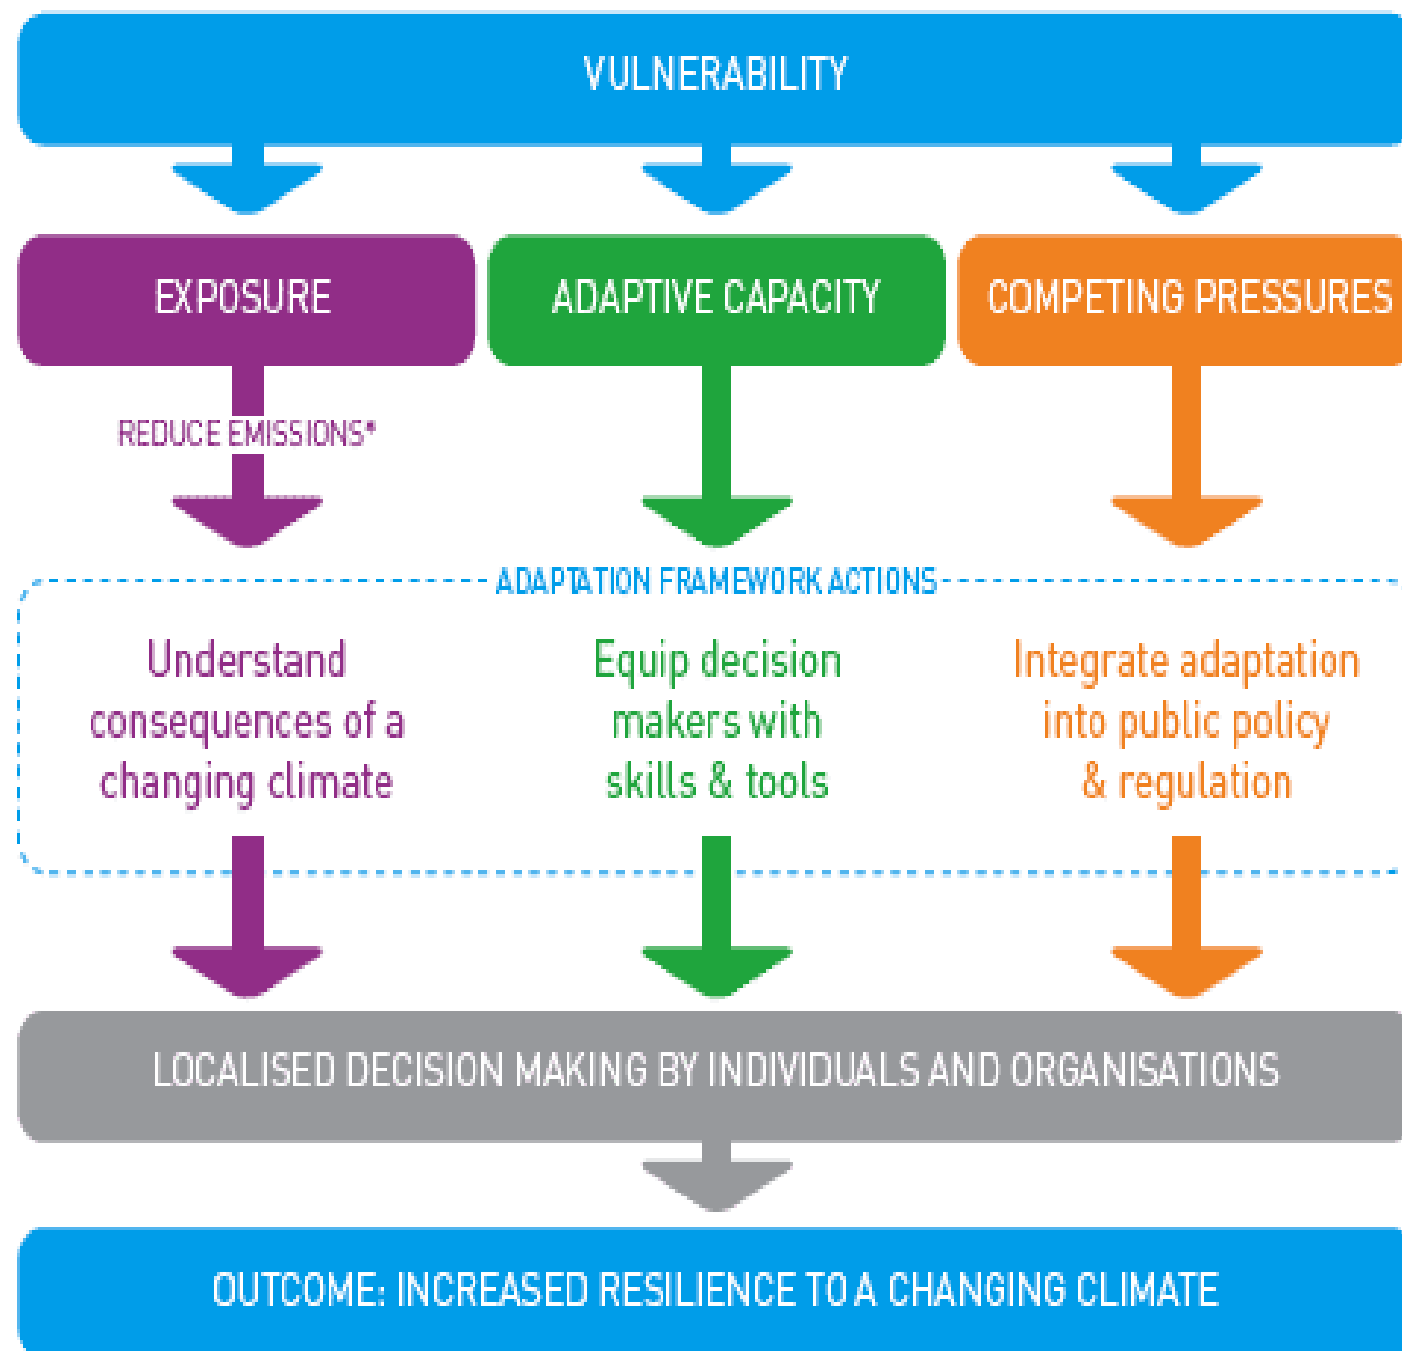 VULNERABILITY
EXPOSURE
ADAPTIVE CAPACITY
COMPETING PRESSURES
REDUCE EMISSIONS*
ADAPTATION FRAMEWORK ACTIONS
Understand
consequences of a
changing climate
Equip decision
makers with
skills & tools
Integrate adaptation
into public policy
& regulation
LOCALISED DECISION MAKING BY INDIVIDUALS AND ORGANISATIONS
OUTCOME: INCREASED RESILIENCE TO A CHANGING CLIMATE